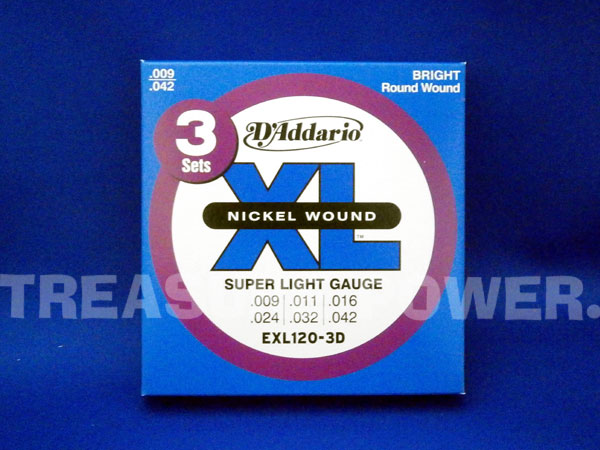 .009
.042
BRIGHT
Round Wound
3
Sets
D'Addario
XL
NICKEL WOUND
TM
SUPER LIGHT GAUGE
.009 .011 .016
.024 .032 .042
EXL120-3D